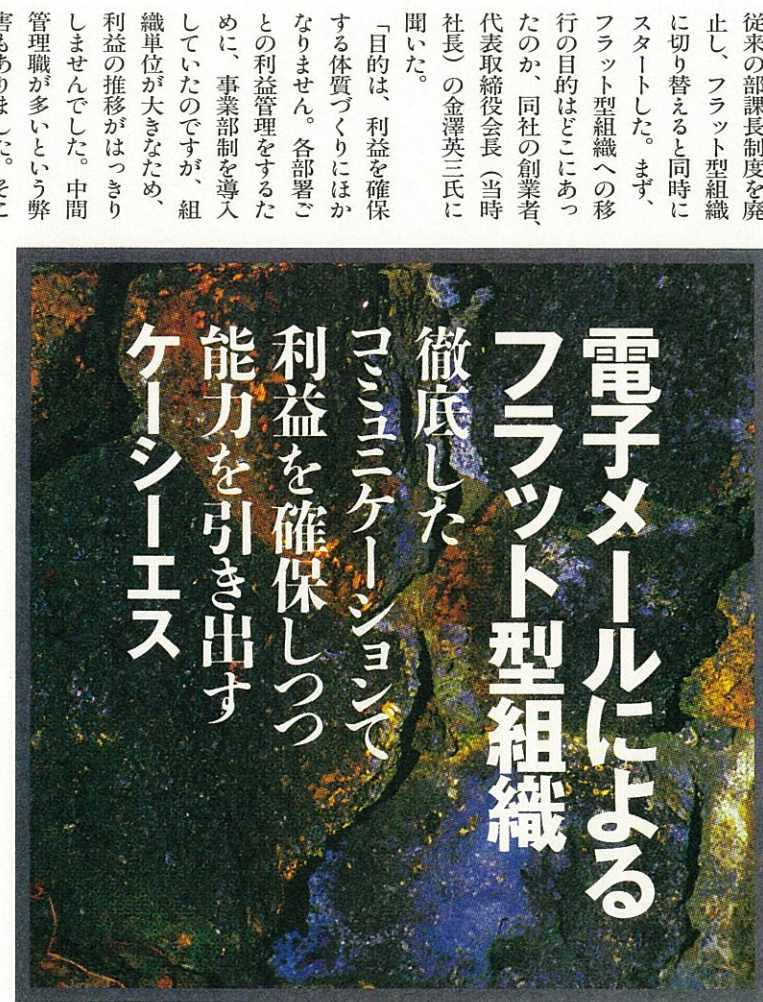 従来の部課長制度を廃
止し、フラット型組織
に切り替えると同時に
スタートした。まず、
フラット型組織への移
行の目的はどこにあっ
たのか、同社の創業者、
代表取締役会長（当時
社長）の金澤英三氏に
聞いた。
「目的は、利益を確保
する体質づくりにほか
なりません。各部署ご
との利益管理をするた
めに、事業部制を導入
していたのですが、組
織単位が大きなため、
利益の推移がはっきり
しませんでした。中間
管理職が多いという弊
害もありました。そこ
電子メールによる
フラット型組織
徹底した
コミュニケーションで
利益を確保しつつ
能力を引き出す
ケーシーエス